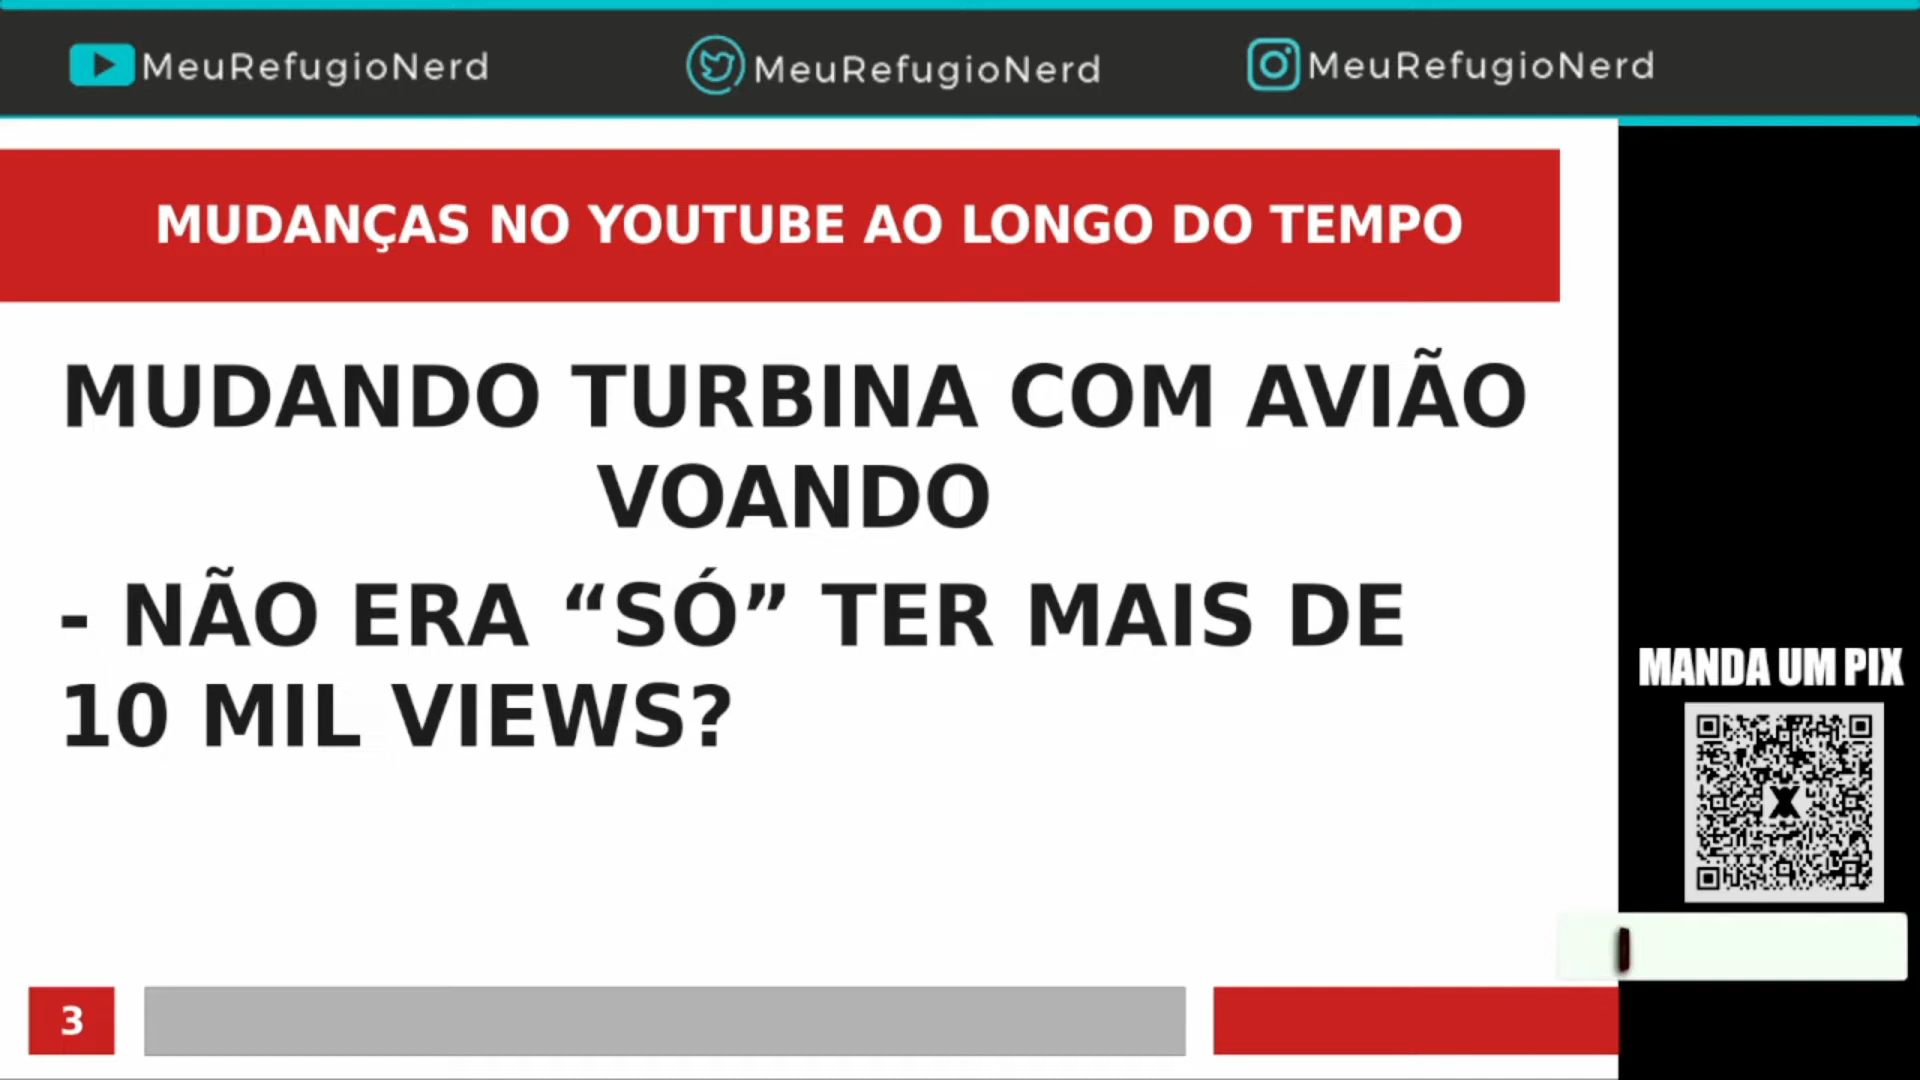 MeuRefugioNerd MeuRefugioNerd MeuRefugioNerd
MUDANÇAS NO YOUTUBE AO LONGO DO TEMPO
MUDANDO TURBINA COM AVIÃO
VOANDO
- NÃO ERA “SÓ” TER MAIS DE
10 MIL VIEWS?
MANDA UM PIX
3